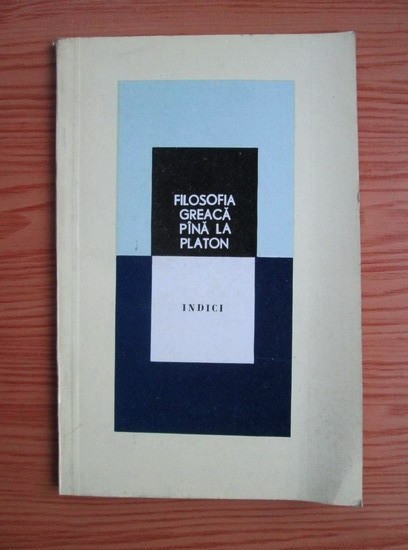 FILOSOFIA
GREACĂ
PÎNĂ LA
PLATON
INDICI